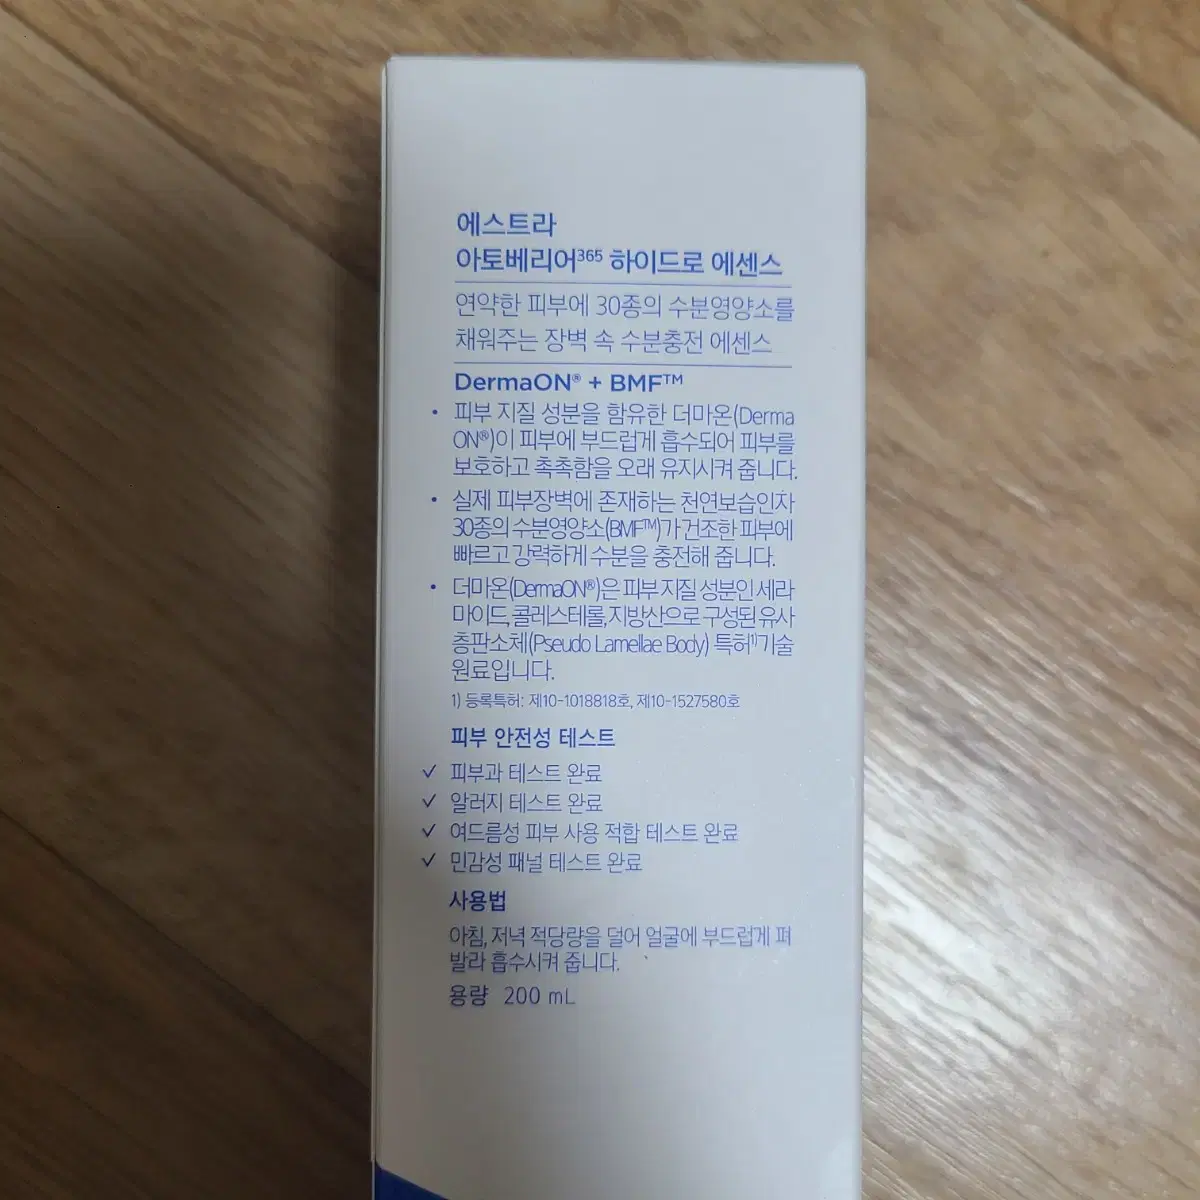 에스트라
아토베리어³⁶⁵ 하이드로 에센스
연약한 피부에 30종의 수분영양소를
채워주는 장벽 속 수분충전 에센스
DermaON® + BMF™
• 피부 지질 성분을 함유한 더마온(Derma
ON®)이 피부에 부드럽게 흡수되어 피부를
보호하고 촉촉함을 오래 유지시켜 줍니다.
• 실제 피부장벽에 존재하는 천연보습인자
30종의 수분영양소(BMF™)가 건조한 피부에
빠르고 강력하게 수분을 충전해 줍니다.
• 더마온(DermaON®)은 피부 지질 성분인 세라
마이드, 콜레스테롤, 지방산으로 구성된 유사
층판소체(Pseudo Lamellae Body) 특허¹⁾ 기술
원료입니다.
1) 등록특허: 제10-1018818호, 제10-1527580호
피부 안전성 테스트
✓ 피부과 테스트 완료
✓ 알러지 테스트 완료
✓ 여드름성 피부 사용 적합 테스트 완료
✓ 민감성 패널 테스트 완료
사용법
아침, 저녁 적당량을 덜어 얼굴에 부드럽게 펴
발라 흡수시켜 줍니다.
용량 200 mL